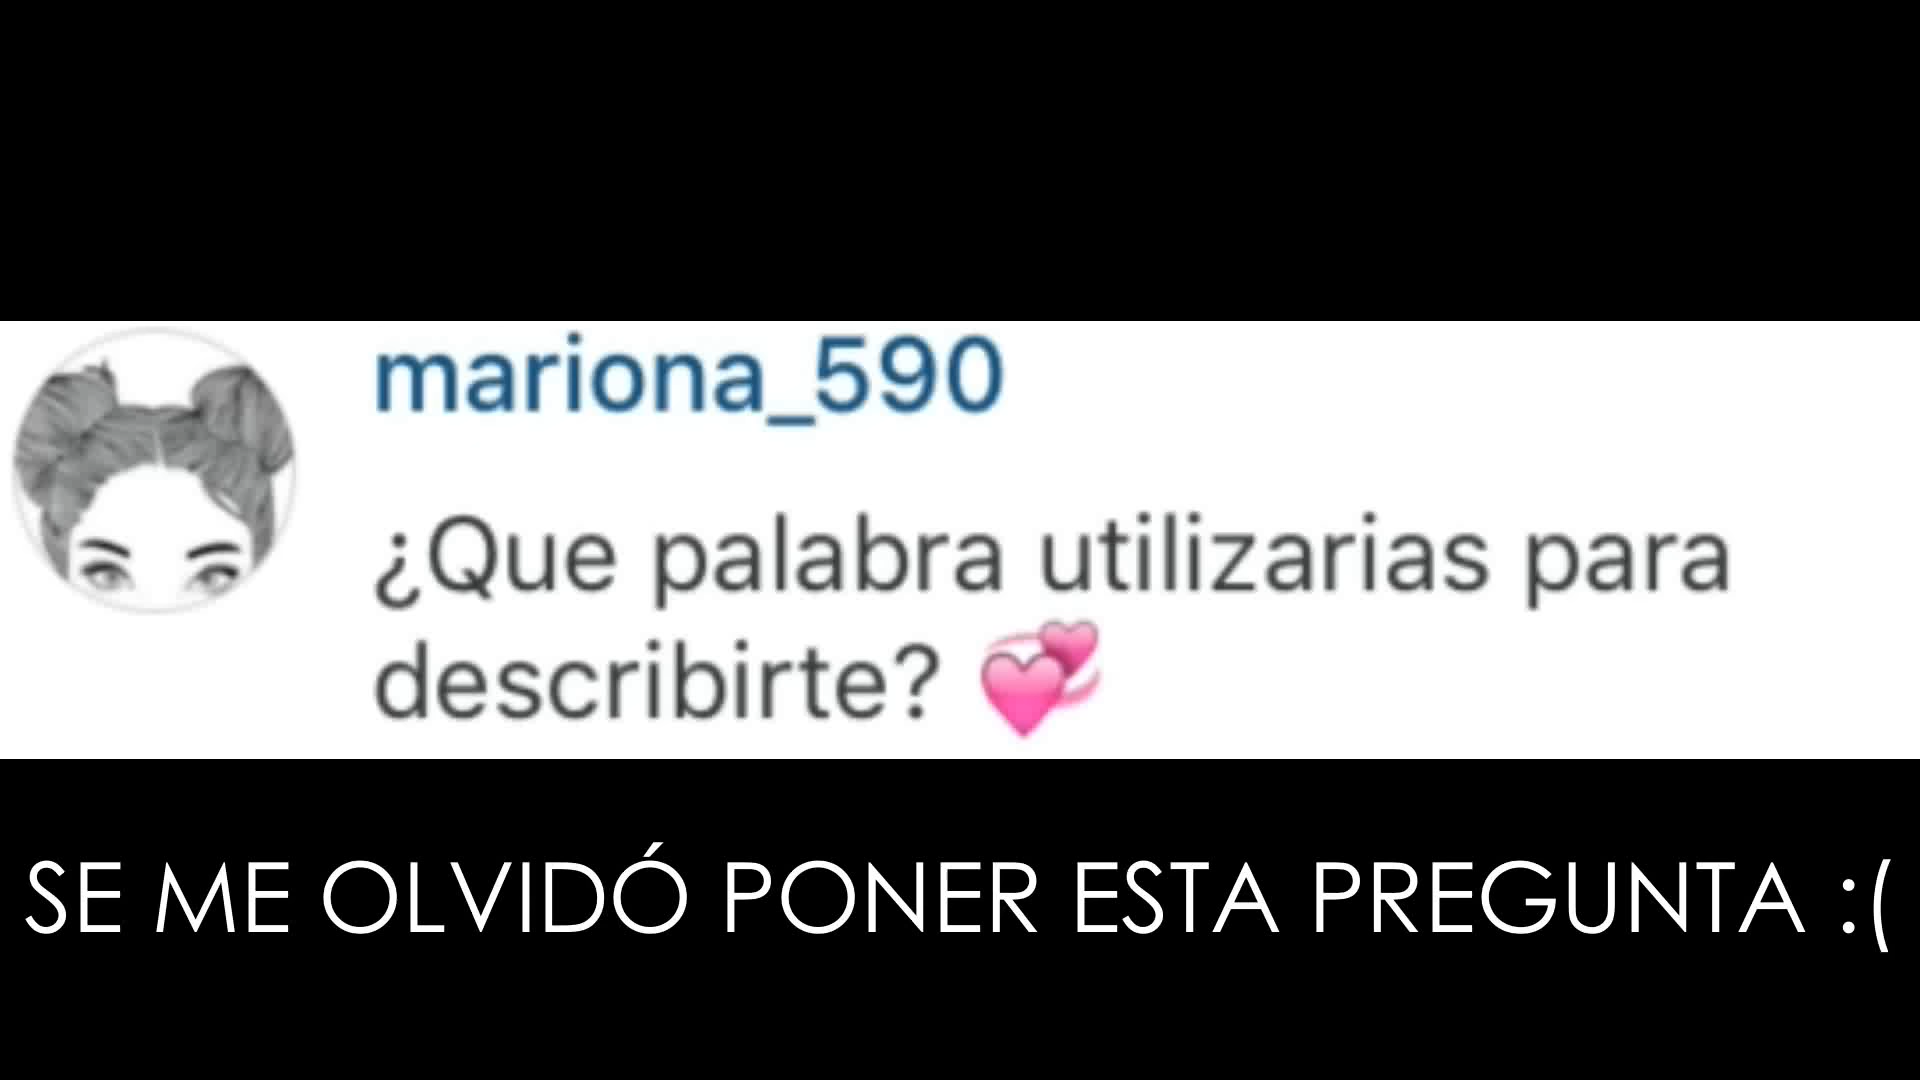 mariona_590
¿Que palabra utilizarias para
describirte? 💞
SE ME OLVIDÓ PONER ESTA PREGUNTA :(